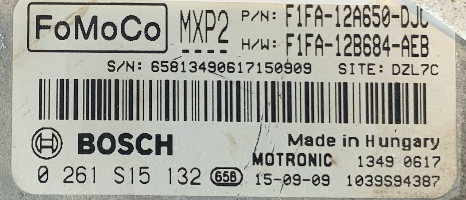 FoMoCo MXP2 P/N: F1FA-12A650-DJC
H/W: F1FA-12B684-AEB
S/N: 65813490617150909 SITE: DZL7C
BOSCH Made in Hungary
MOTRONIC 1349 0617
0 261 S15 132 65B 15-09-09 1039S94387